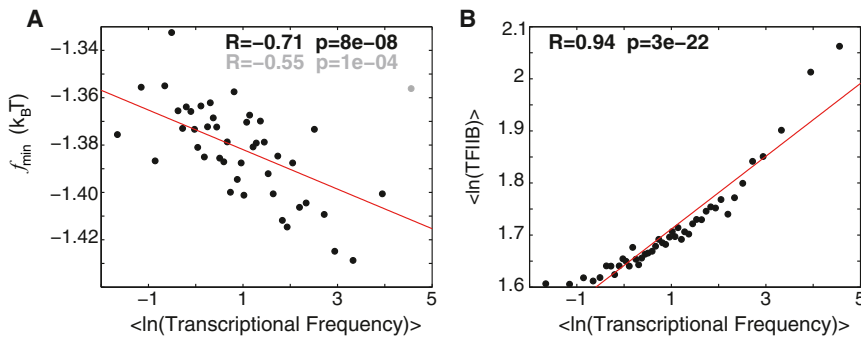 A
R=−0.71 p=8e−08
R=−0.55 p=1e−04
f_min (k_BT)
−1.34
−1.36
−1.38
−1.40
−1.42
−1 1 3 5
<ln(Transcriptional Frequency)>
B
R=0.94 p=3e−22
<ln(TFIIB)>
2.1
2
1.9
1.8
1.7
1.6
−1 1 3 5
<ln(Transcriptional Frequency)>